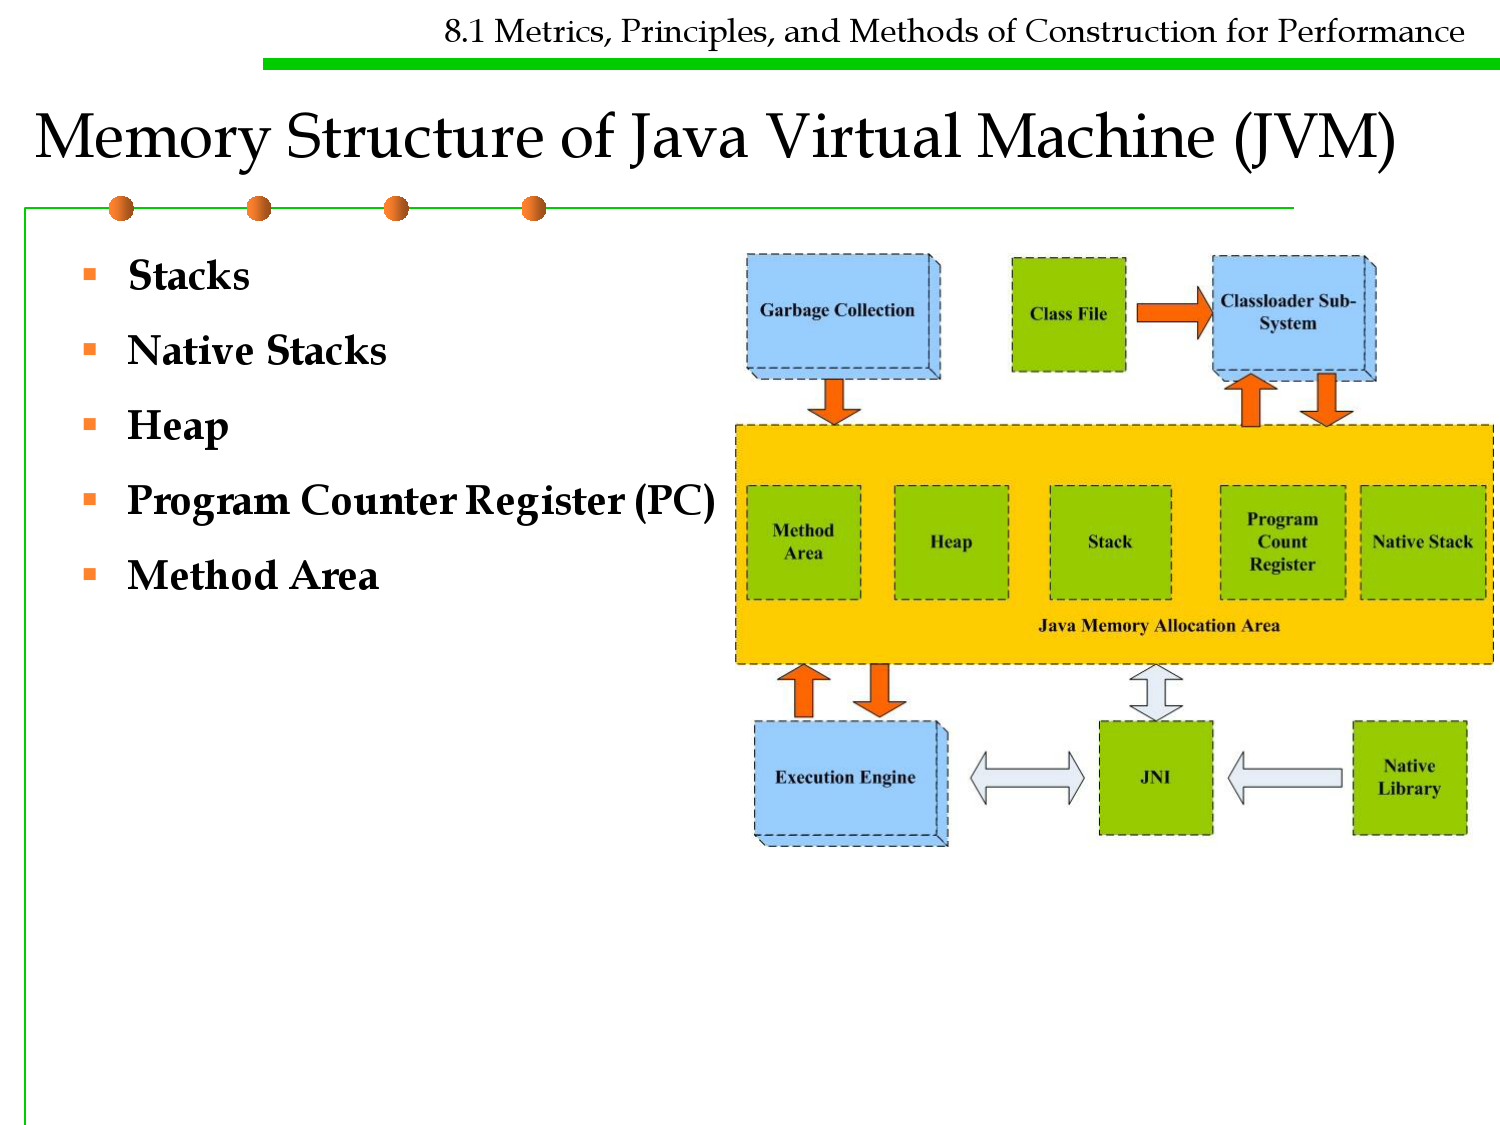 8.1 Metrics, Principles, and Methods of Construction for Performance
Memory Structure of Java Virtual Machine (JVM)
Stacks
Native Stacks
Heap
Program Counter Register (PC)
Method Area
Garbage Collection
Class File
Classloader Sub-
System
Method
Area
Heap
Stack
Program
Count
Register
Native Stack
Java Memory Allocation Area
Execution Engine
JNI
Native
Library